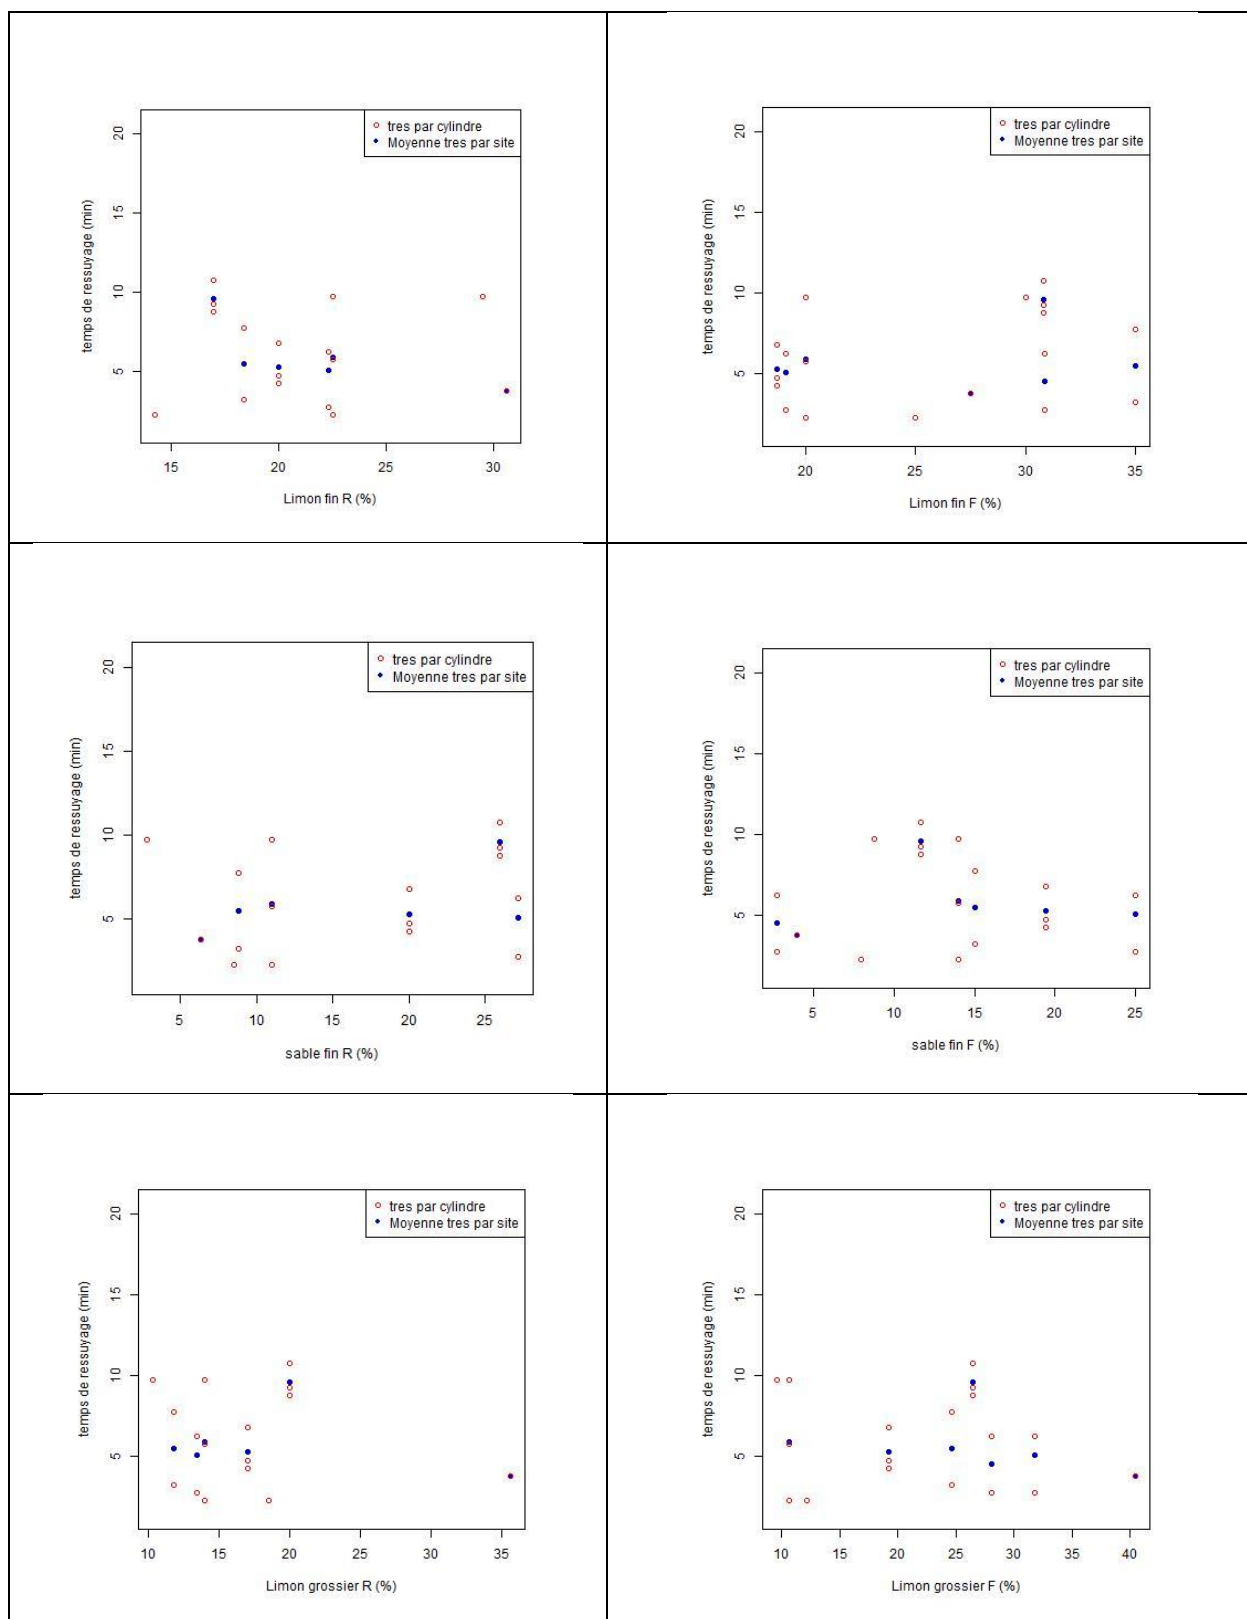 tres par cylindre
Moyenne tres par site
temps de ressuyage (min)
20
15
10
5
15 20 25 30
Limon fin R (%)
tres par cylindre
Moyenne tres par site
temps de ressuyage (min)
20
15
10
5
20 25 30 35
Limon fin F (%)
tres par cylindre
Moyenne tres par site
temps de ressuyage (min)
20
15
10
5
5 10 15 20 25
sable fin R (%)
tres par cylindre
Moyenne tres par site
temps de ressuyage (min)
20
15
10
5
5 10 15 20 25
sable fin F (%)
tres par cylindre
Moyenne tres par site
temps de ressuyage (min)
20
15
10
5
10 15 20 25 30 35
Limon grossier R (%)
tres par cylindre
Moyenne tres par site
temps de ressuyage (min)
20
15
10
5
10 15 20 25 30 35 40
Limon grossier F (%)